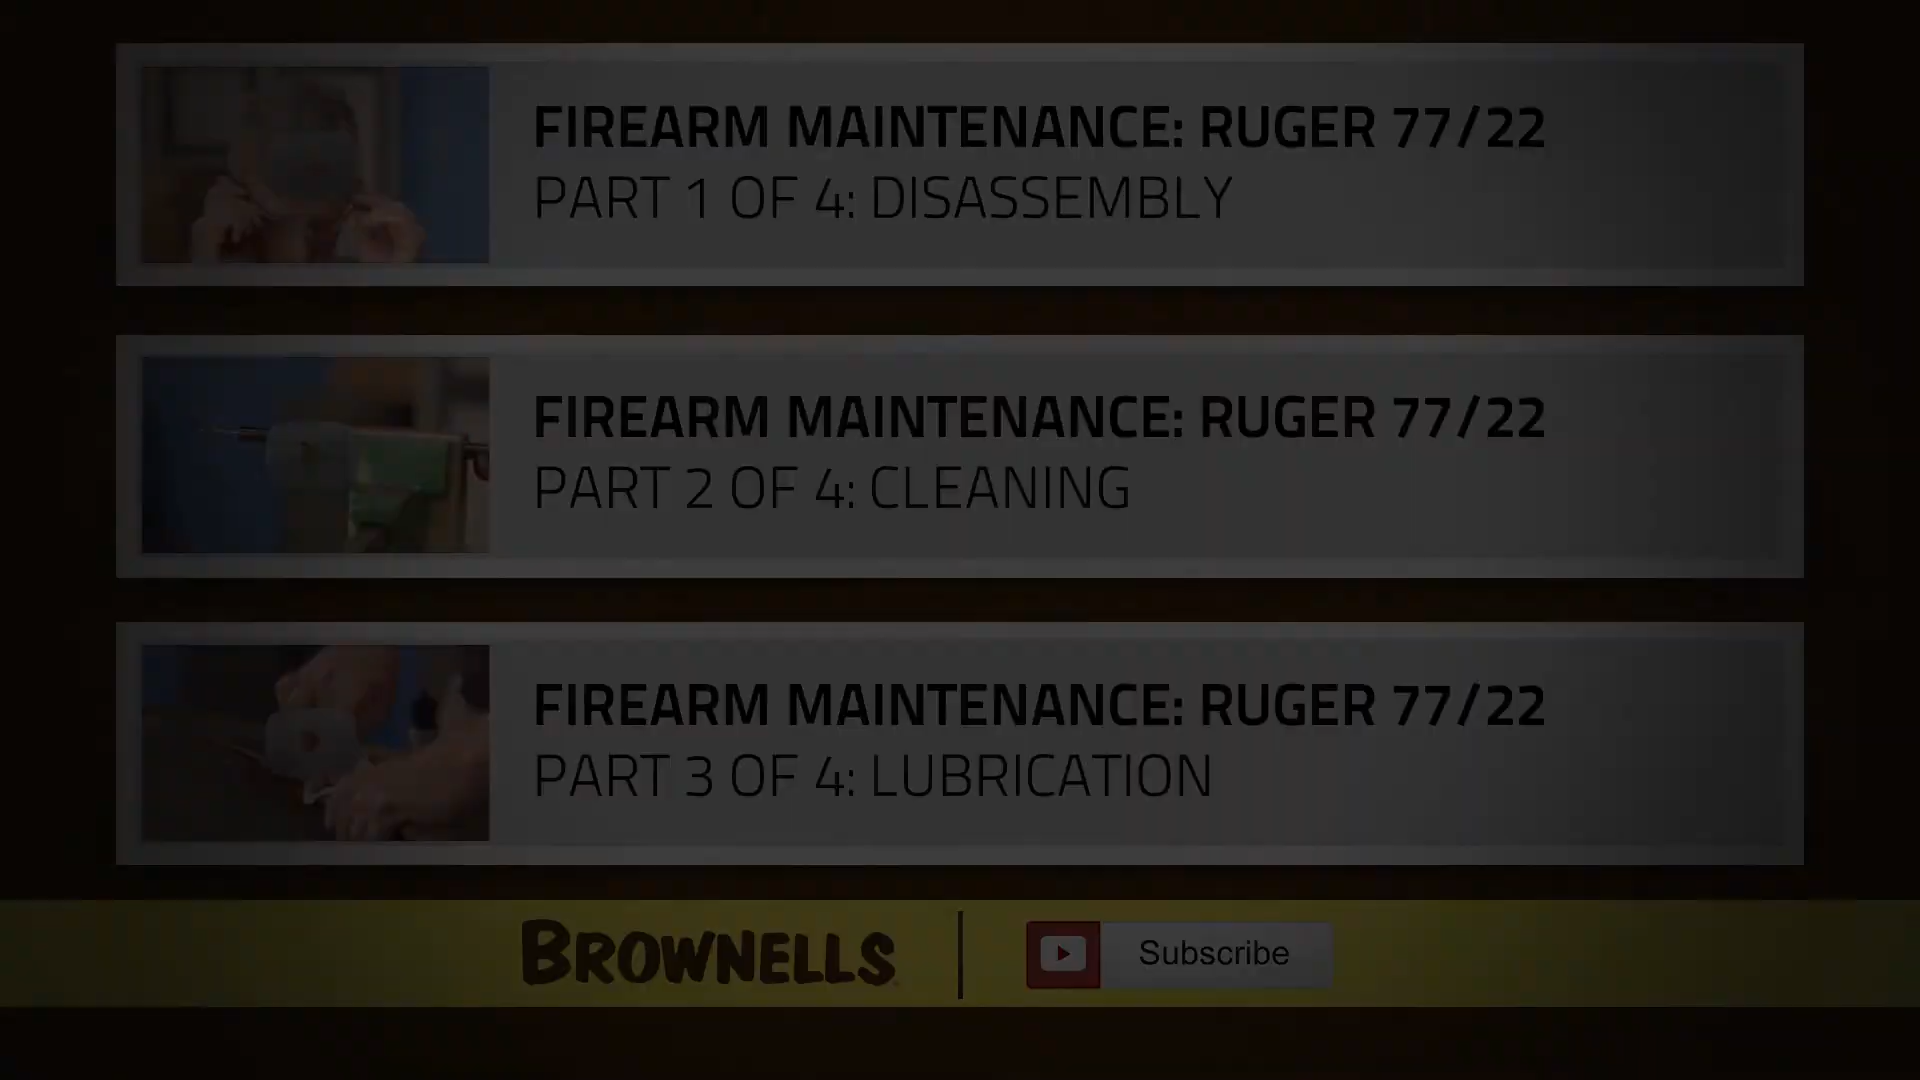 FIREARM MAINTENANCE: RUGER 77/22
PART 1 OF 4: DISASSEMBLY
FIREARM MAINTENANCE: RUGER 77/22
PART 2 OF 4: CLEANING
FIREARM MAINTENANCE: RUGER 77/22
PART 3 OF 4: LUBRICATION
BROWNELLS
Subscribe